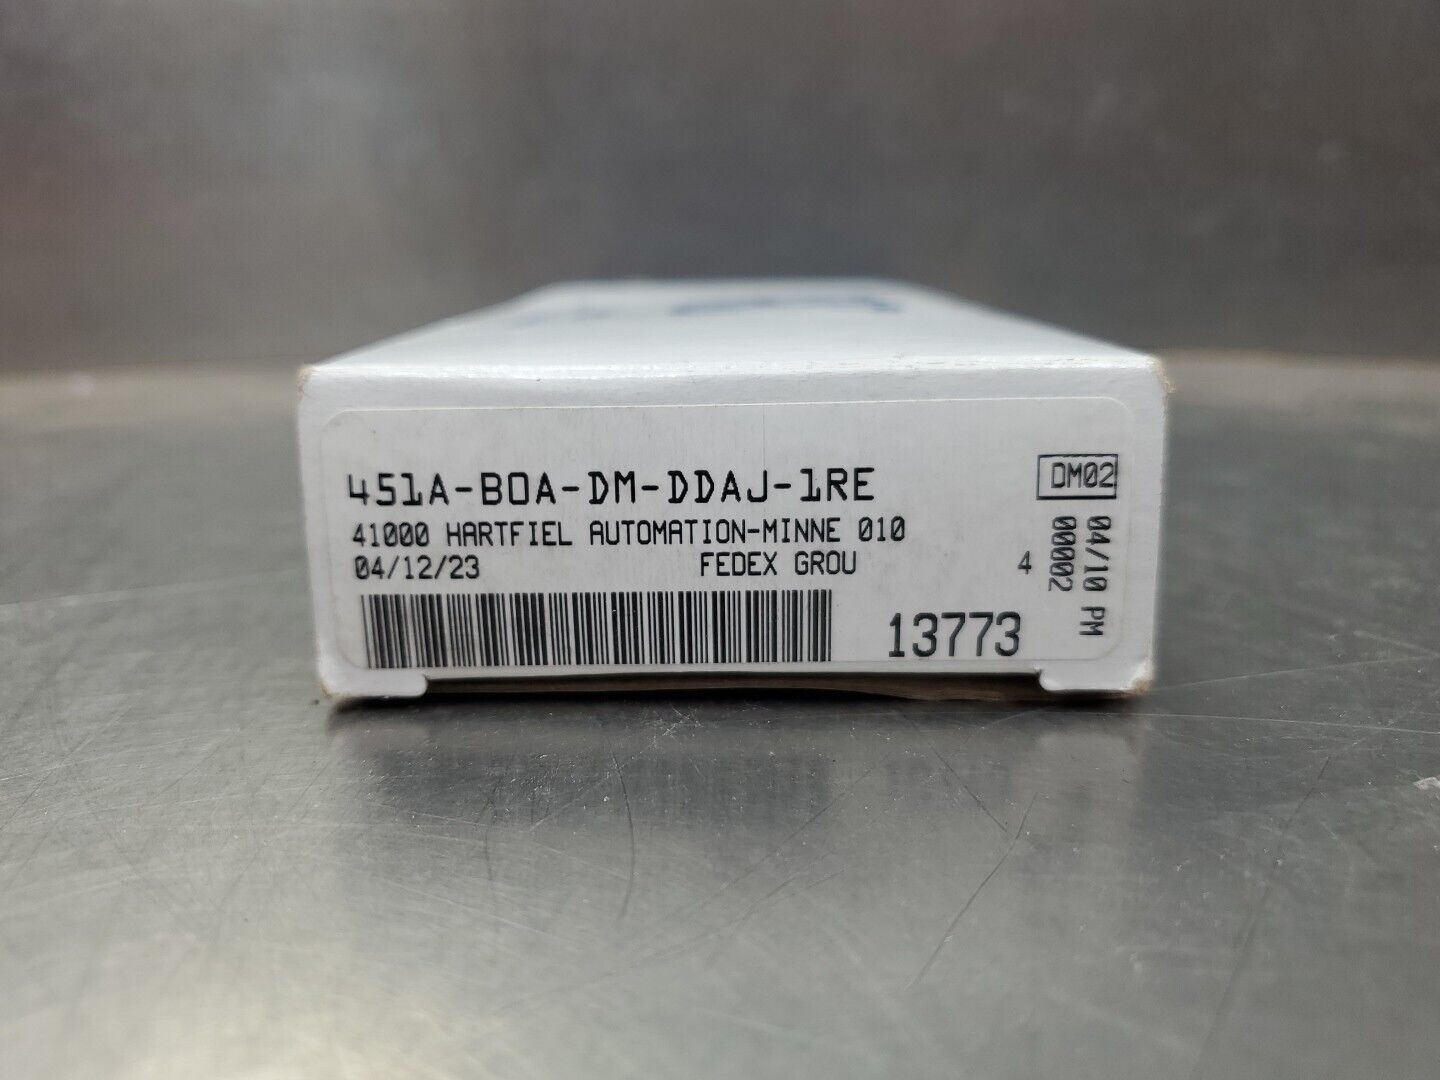 451A-B0A-DM-DDAJ-1RE
41000 HARTFIEL AUTOMATION-MINNE 010
04/12/23 FEDEX GROU 4
13773
DM02
04/10 PM
00002